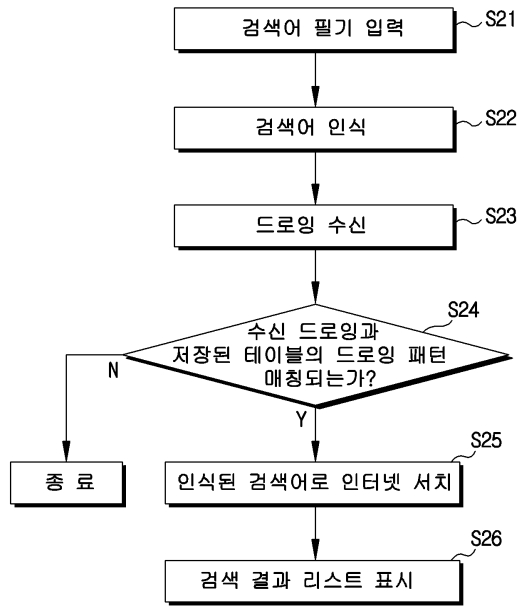 검색어 필기 입력
S21
검색어 인식
S22
드로잉 수신
S23
S24
수신 드로잉과
저장된 테이블의 드로잉 패턴
매칭되는가?
N
Y
S25
종 료
인식된 검색어로 인터넷 서치
S26
검색 결과 리스트 표시